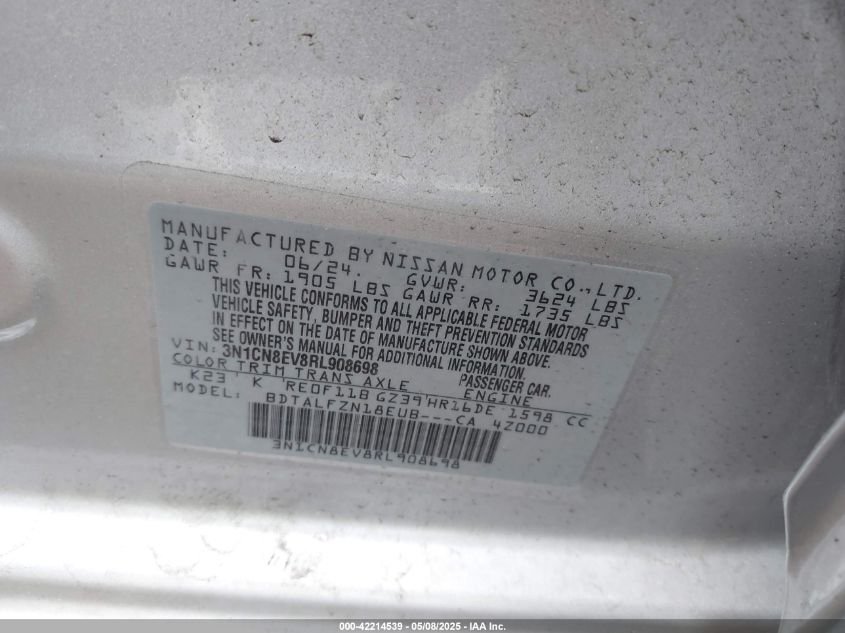 MANUFACTURED BY NISSAN MOTOR CO., LTD.
DATE: 06/24. GVWR: 3624 LBS
GAWR FR: 1905 LBS GAWR RR: 1735 LBS
THIS VEHICLE CONFORMS TO ALL APPLICABLE FEDERAL MOTOR
VEHICLE SAFETY, BUMPER AND THEFT PREVENTION STANDARDS
IN EFFECT ON THE DATE OF MANUFACTURE SHOWN ABOVE.
SEE OWNER'S MANUAL FOR ADDITIONAL INFORMATION.
VIN: 3N1CN8EV8RL908698 PASSENGER CAR.
COLOR TRIM TRANS AXLE ENGINE
K23 K RE0F11B GZ39 HR16DE 1598 CC
MODEL: BDTALFZN18EUB---CA 4Z000
3N1CN8EV8RL908698
000-42214539 - 05/08/2025 - IAA Inc.